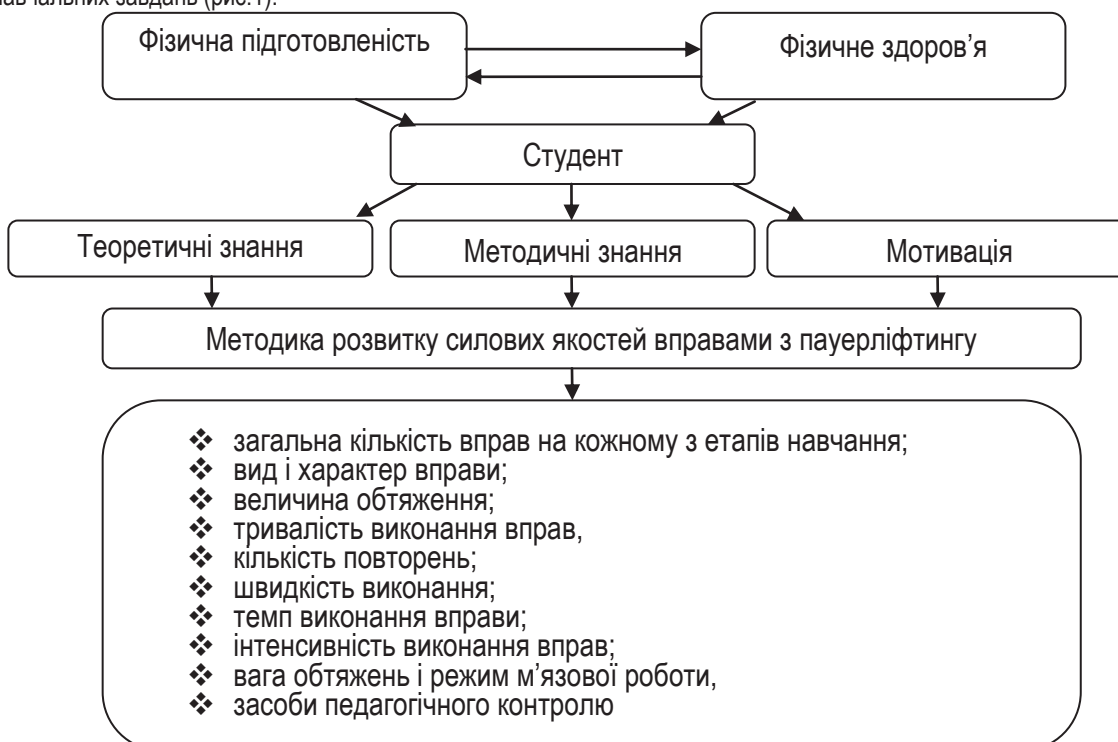 завдань (рис.1).
Фізична підготовленість
Фізичне здоров’я
Студент
Теоретичні знання
Методичні знання
Мотивація
Методика розвитку силових якостей вправами з пауерліфтингу
❖ загальна кількість вправ на кожному з етапів навчання;
❖ вид і характер вправи;
❖ величина обтяження;
❖ тривалість виконання вправ,
❖ кількість повторень;
❖ швидкість виконання;
❖ темп виконання вправи;
❖ інтенсивність виконання вправ;
❖ вага обтяжень і режим м’язової роботи,
❖ засоби педагогічного контролю